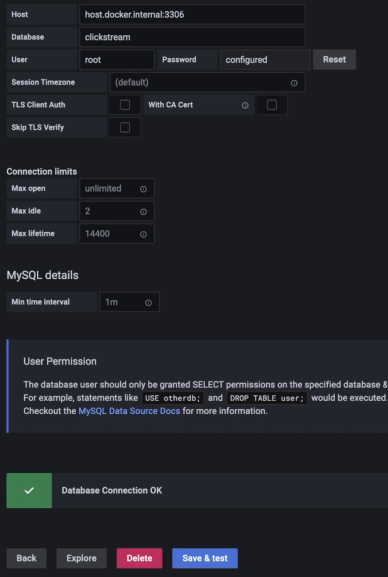 Host host.docker.internal:3306
Database clickstream
User root Password configured Reset
Session Timezone (default)
TLS Client Auth With CA Cert
Skip TLS Verify
Connection limits
Max open unlimited
Max idle 2
Max lifetime 14400
MySQL details
Min time interval 1m
User Permission
The database user should only be granted SELECT permissions on the specified database &
For example, statements like USE otherdb; and DROP TABLE user; would be executed.
Checkout the MySQL Data Source Docs for more information.
Database Connection OK
Back Explore Delete Save & test